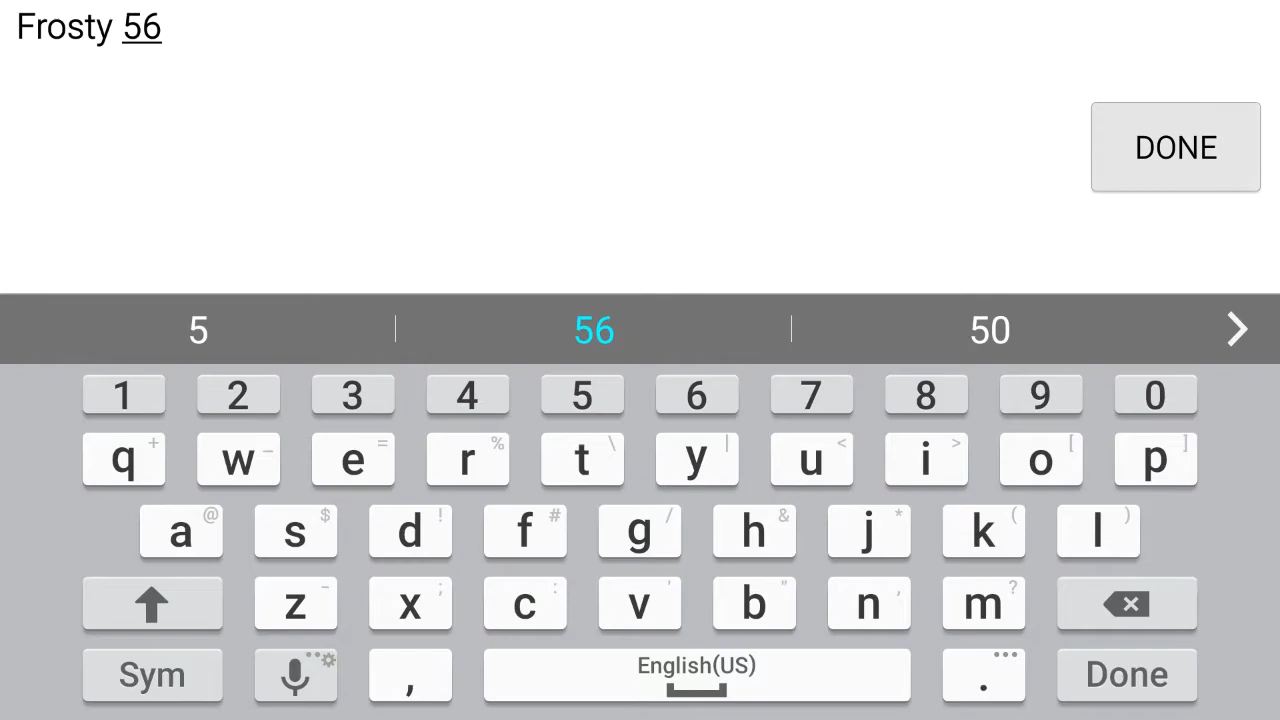 Frosty 56
DONE
5 56 50
1 2 3 4 5 6 7 8 9 0
q + w – e = r % t \ y | u < i > o [ p ]
a @ s $ d ! f # g / h & j * k ( l )
z - x ; c : v ' b " n , m ?
Sym , English(US) . Done